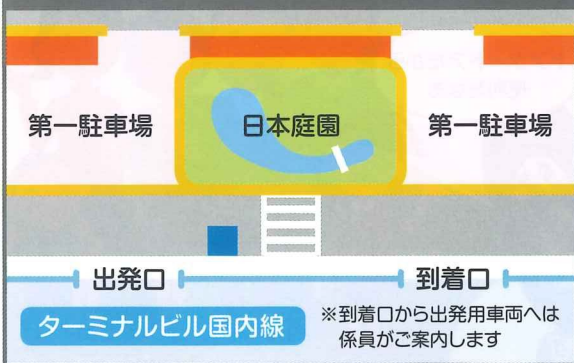 第一駐車場
日本庭園
第一駐車場
出発口
到着口
ターミナルビル国内線
※到着口から出発用車両へは
係員がご案内します